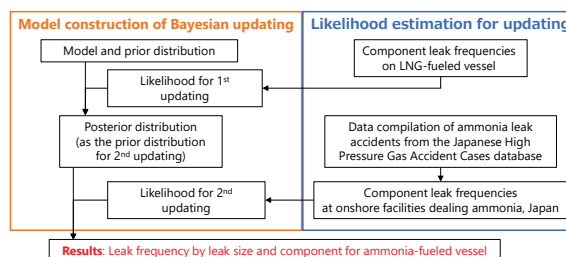 Model construction of Bayesian updating
Likelihood estimation for updating
Model and prior distribution
Component leak frequencies
on LNG-fueled vessel
Likelihood for 1st
updating
Posterior distribution
(as the prior distribution
for 2nd updating)
Data compilation of ammonia leak
accidents from the Japanese High
Pressure Gas Accident Cases database
Likelihood for 2nd
updating
Component leak frequencies
at onshore facilities dealing ammonia, Japan
Results: Leak frequency by leak size and component for ammonia-fueled vessel